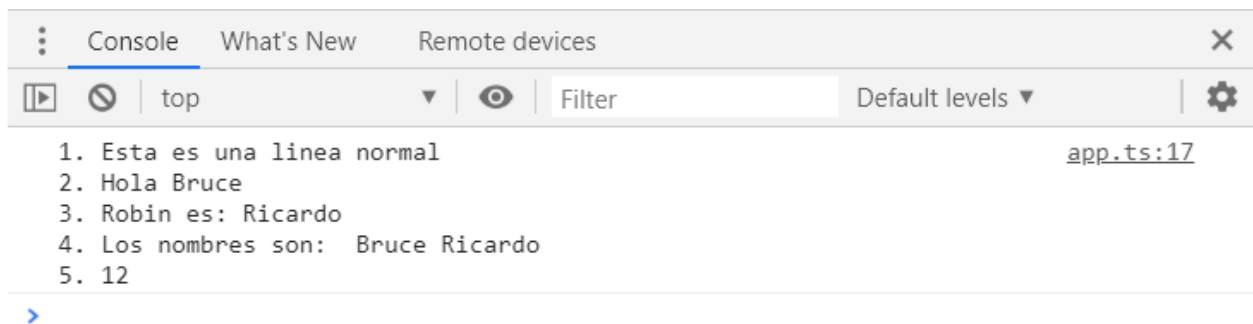 Console What's New Remote devices
top ▼ Filter Default levels ▼
1. Esta es una linea normal app.ts:17
2. Hola Bruce
3. Robin es: Ricardo
4. Los nombres son:  Bruce Ricardo
5. 12
>